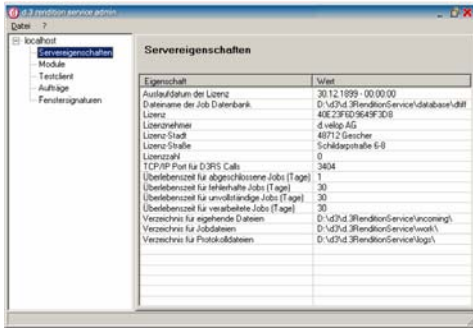 d.3 rendition service admin
Datei ?
localhost
Servereigenschaften
Module
Testclient
Aufträge
Fenstersignaturen
Servereigenschaften
Eigenschaft Wert
Auslaufdatum der Lizenz 30.12.1899 - 00:00:00
Dateiname der Job Datenbank D:\d3\d.3RenditionService\database\
Lizenz 40E23F6D9649F3D8
Lizenznehmer d.velop AG
Lizenz-Stadt 48712 Gescher
Lizenz-Straße Schildarpstraße 6-8
Lizenzzahl 0
TCP/IP Port für D3RS Calls 3404
Überlebenszeit für abgeschlossene Jobs (Tage) 1
Überlebenszeit für fehlerhafte Jobs (Tage) 30
Überlebenszeit für unvollständige Jobs (Tage) 30
Überlebenszeit für verarbeitete Jobs (Tage) 30
Verzeichnis für eigehende Dateien D:\d3\d.3RenditionService\incoming\
Verzeichnis für Jobdateien D:\d3\d.3RenditionService\work\
Verzeichnis für Protokolldateien D:\d3\d.3RenditionService\logs\